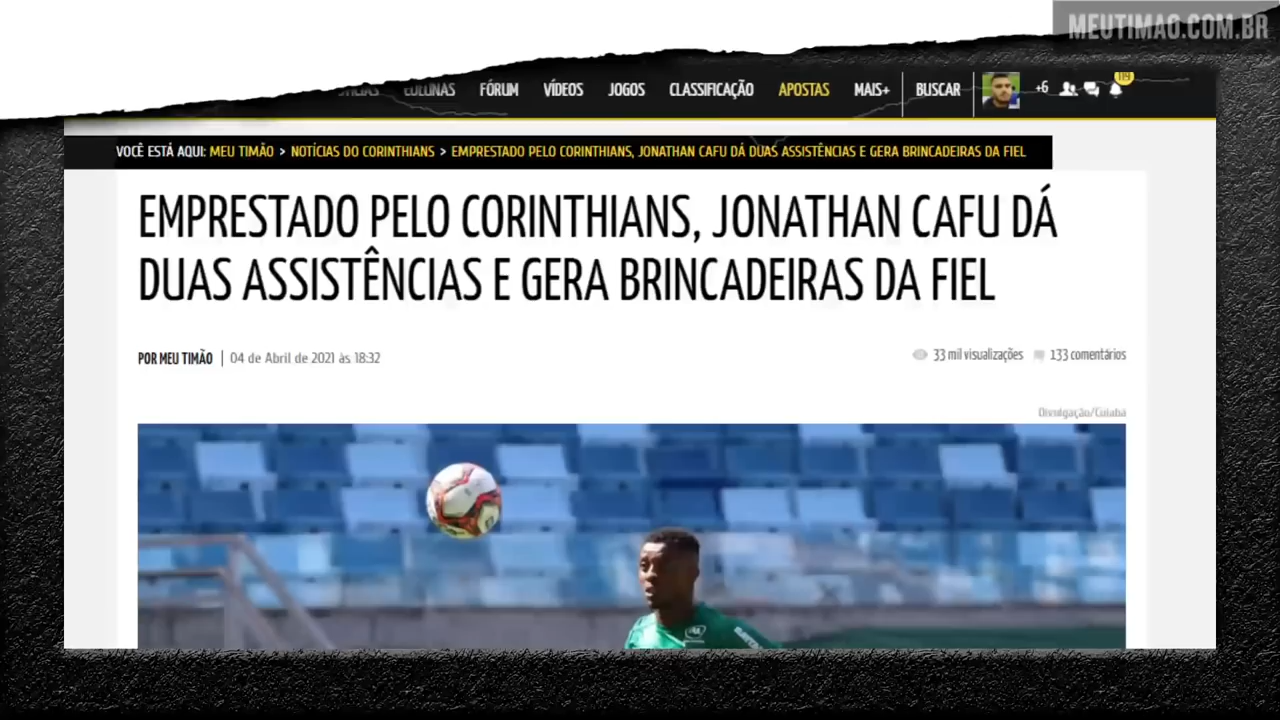 MEUTIMAO.COM.BR
COLUNAS FÓRUM VÍDEOS JOGOS CLASSIFICAÇÃO APOSTAS MAIS+ BUSCAR +6 119
VOCÊ ESTÁ AQUI: MEU TIMÃO > NOTÍCIAS DO CORINTHIANS > EMPRESTADO PELO CORINTHIANS, JONATHAN CAFU DÁ DUAS ASSISTÊNCIAS E GERA BRINCADEIRAS DA FIEL
EMPRESTADO PELO CORINTHIANS, JONATHAN CAFU DÁ
DUAS ASSISTÊNCIAS E GERA BRINCADEIRAS DA FIEL
POR MEU TIMÃO | 04 de Abril de 2021 às 18:32 33 mil visualizações 133 comentários
Divulgação/Cuiabá